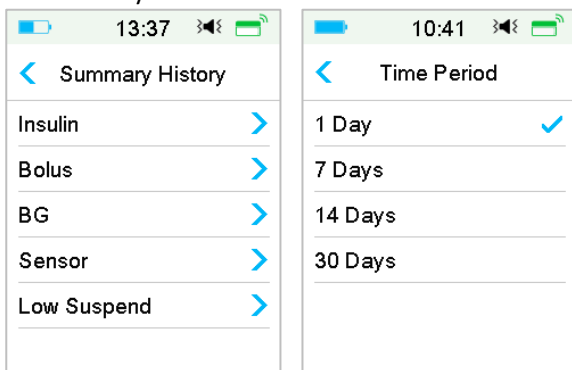 13:37
Summary History
Insulin
Bolus
BG
Sensor
Low Suspend
10:41
Time Period
1 Day
7 Days
14 Days
30 Days